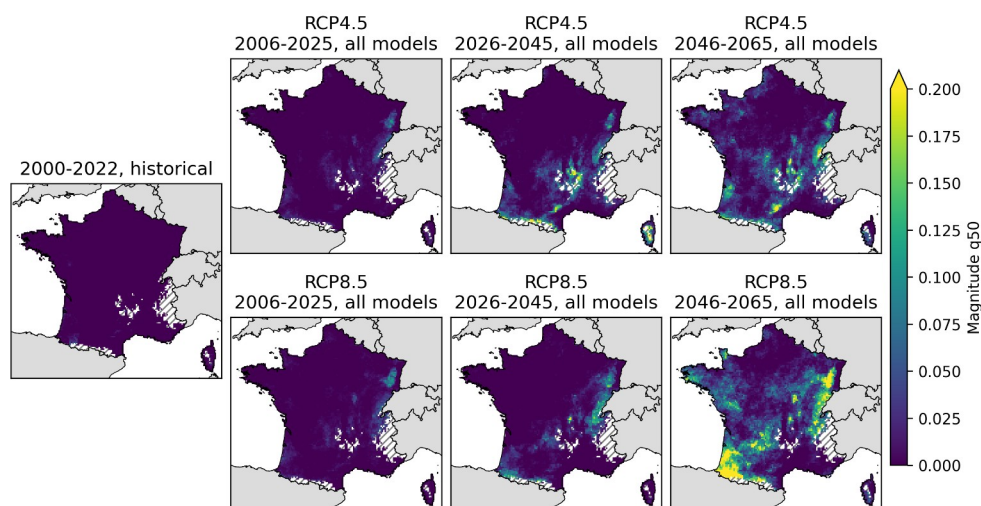 2000-2022, historical
RCP4.5
2006-2025, all models
RCP4.5
2026-2045, all models
RCP4.5
2046-2065, all models
RCP8.5
2006-2025, all models
RCP8.5
2026-2045, all models
RCP8.5
2046-2065, all models
0.200
0.175
0.150
0.125
0.100
0.075
0.050
0.025
0.000
Magnitude q50